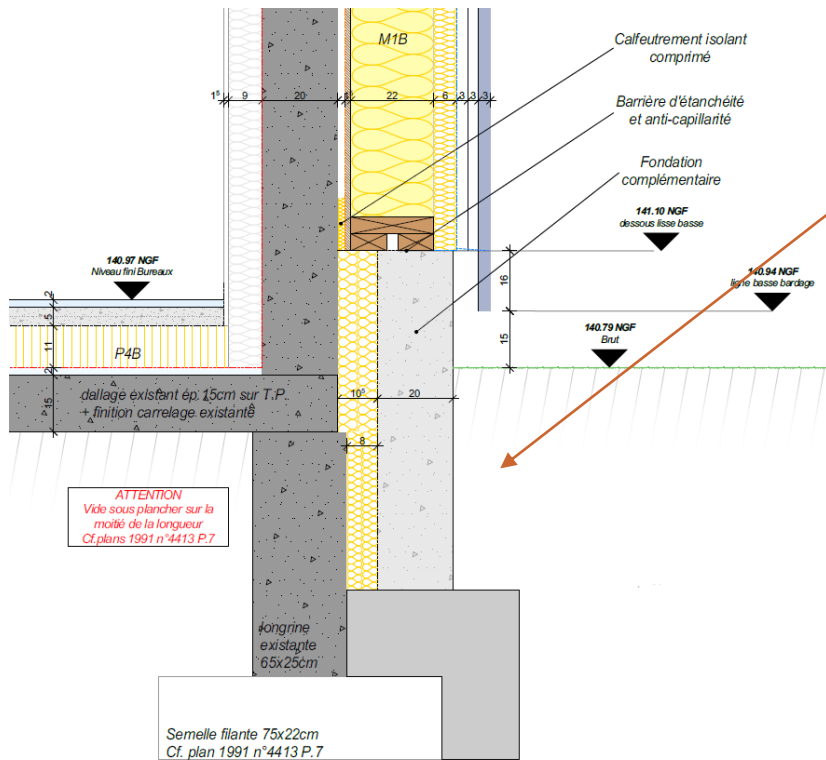 M1B
Calfeutrement isolant
comprimé
1⁵ 9 20 1⁵ 22 6 3 3 3
Barrière d'étanchéité
et anti-capillarité
Fondation
complémentaire
141.10 NGF
dessous lisse basse
140.97 NGF
Niveau fini Bureaux
16
140.94 NGF
ligne basse bardage
2
5
15
140.79 NGF
Brut
11
P4B
2
dallage existant ép. 15cm sur T.P.
+ finition carrelage existante
15
10⁵ 20
8
ATTENTION
Vide sous plancher sur la
moitié de la longueur
Cf.plans 1991 n°4413 P.7
longrine
existante
65x25cm
Semelle filante 75x22cm
Cf. plan 1991 n°4413 P.7